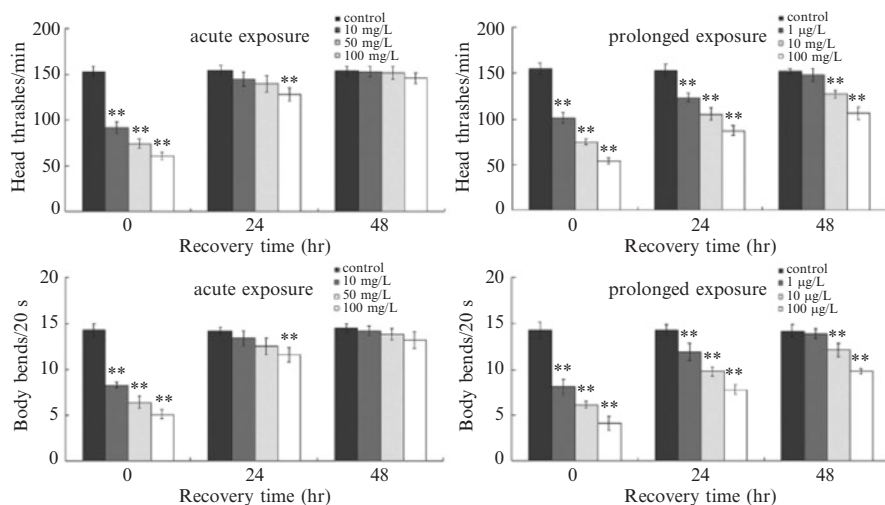 Head thrashes/min
200
150
100
50
0
acute exposure
control
10 mg/L
50 mg/L
100 mg/L
** ** **
**
0 24 48
Recovery time (hr)
Head thrashes/min
200
150
100
50
0
prolonged exposure
control
1 µg/L
10 mg/L
100 mg/L
** ** **
** ** **
** **
0 24 48
Recovery time (hr)
Body bends/20 s
20
15
10
5
0
acute exposure
control
10 mg/L
50 mg/L
100 mg/L
** ** **
**
0 24 48
Recovery time (hr)
Body bends/20 s
20
15
10
5
0
prolonged exposure
control
1 µg/L
10 µg/L
100 µg/L
** ** **
** ** **
** **
0 24 48
Recovery time (hr)